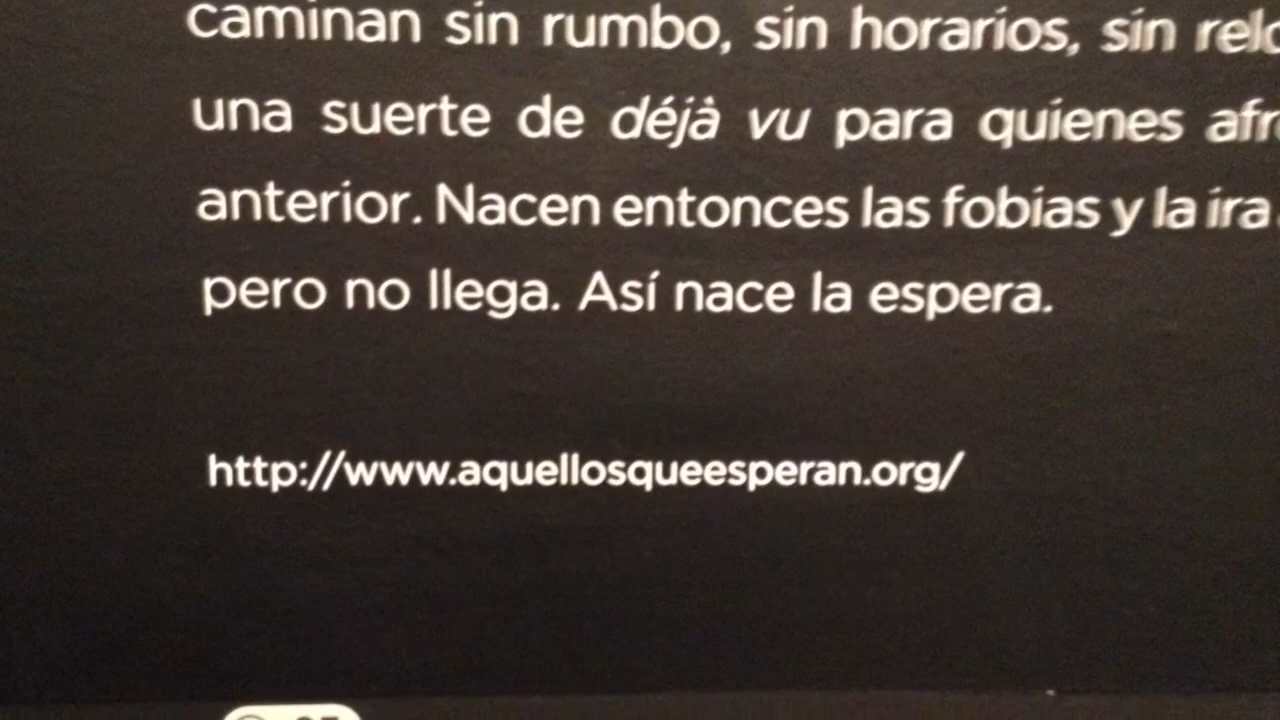 caminan sin rumbo, sin horarios, sin
una suerte de déjà vu para quienes
anterior. Nacen entonces las fobias y la ira
pero no llega. Así nace la espera.
http://www.aquellosqueesperan.org/